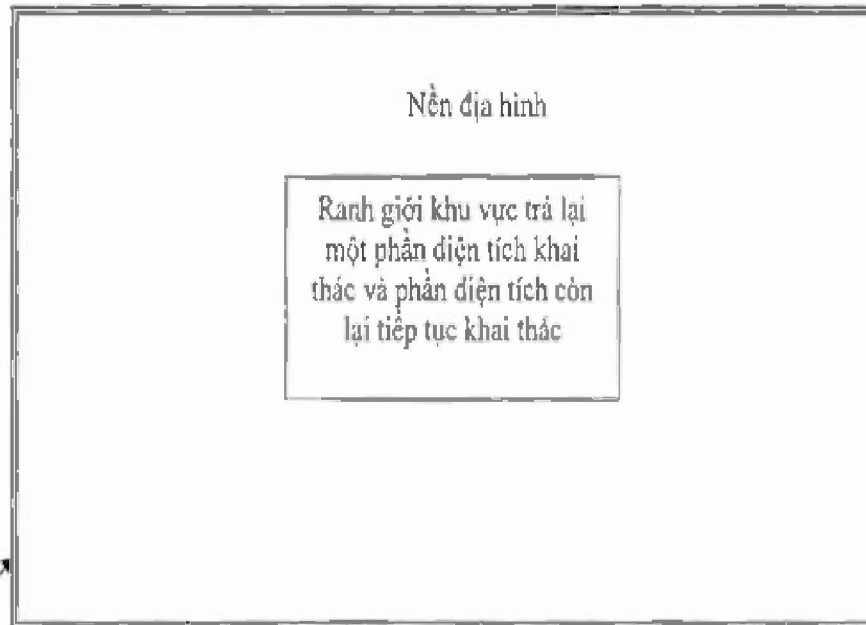 Nền địa hình
Ranh giới khu vực trả lại
một phần diện tích khai
thác và phần diện tích còn
lại tiếp tục khai thác